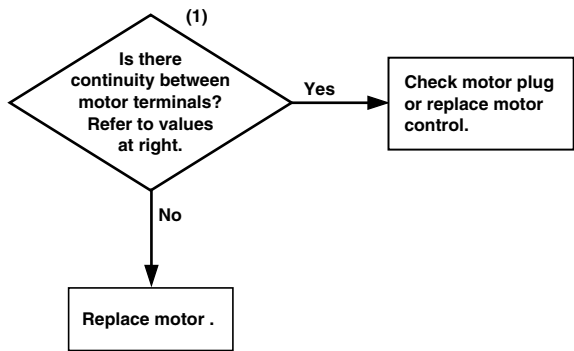 (1)
Is there
continuity between
motor terminals?
Refer to values
at right.
Yes
Check motor plug
or replace motor
control.
No
Replace motor .